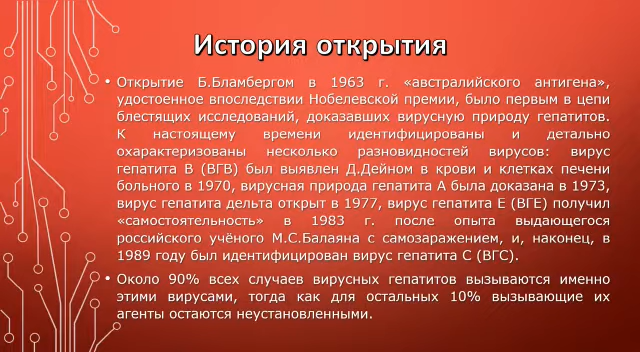 История открытия
• Открытие Б.Бламбергом в 1963 г. «австралийского антигена»,
удостоенное впоследствии Нобелевской премии, было первым в цепи
блестящих исследований, доказавших вирусную природу гепатитов.
К настоящему времени идентифицированы и детально
охарактеризованы несколько разновидностей вирусов: вирус
гепатита В (ВГВ) был выявлен Д.Дейном в крови и клетках печени
больного в 1970, вирусная природа гепатита А была доказана в 1973,
вирус гепатита дельта открыт в 1977, вирус гепатита Е (ВГЕ) получил
«самостоятельность» в 1983 г. после опыта выдающегося
российского учёного М.С.Балаяна с самозаражением, и, наконец, в
1989 году был идентифицирован вирус гепатита С (ВГС).
• Около 90% всех случаев вирусных гепатитов вызываются именно
этими вирусами, тогда как для остальных 10% вызывающие их
агенты остаются неустановленными.